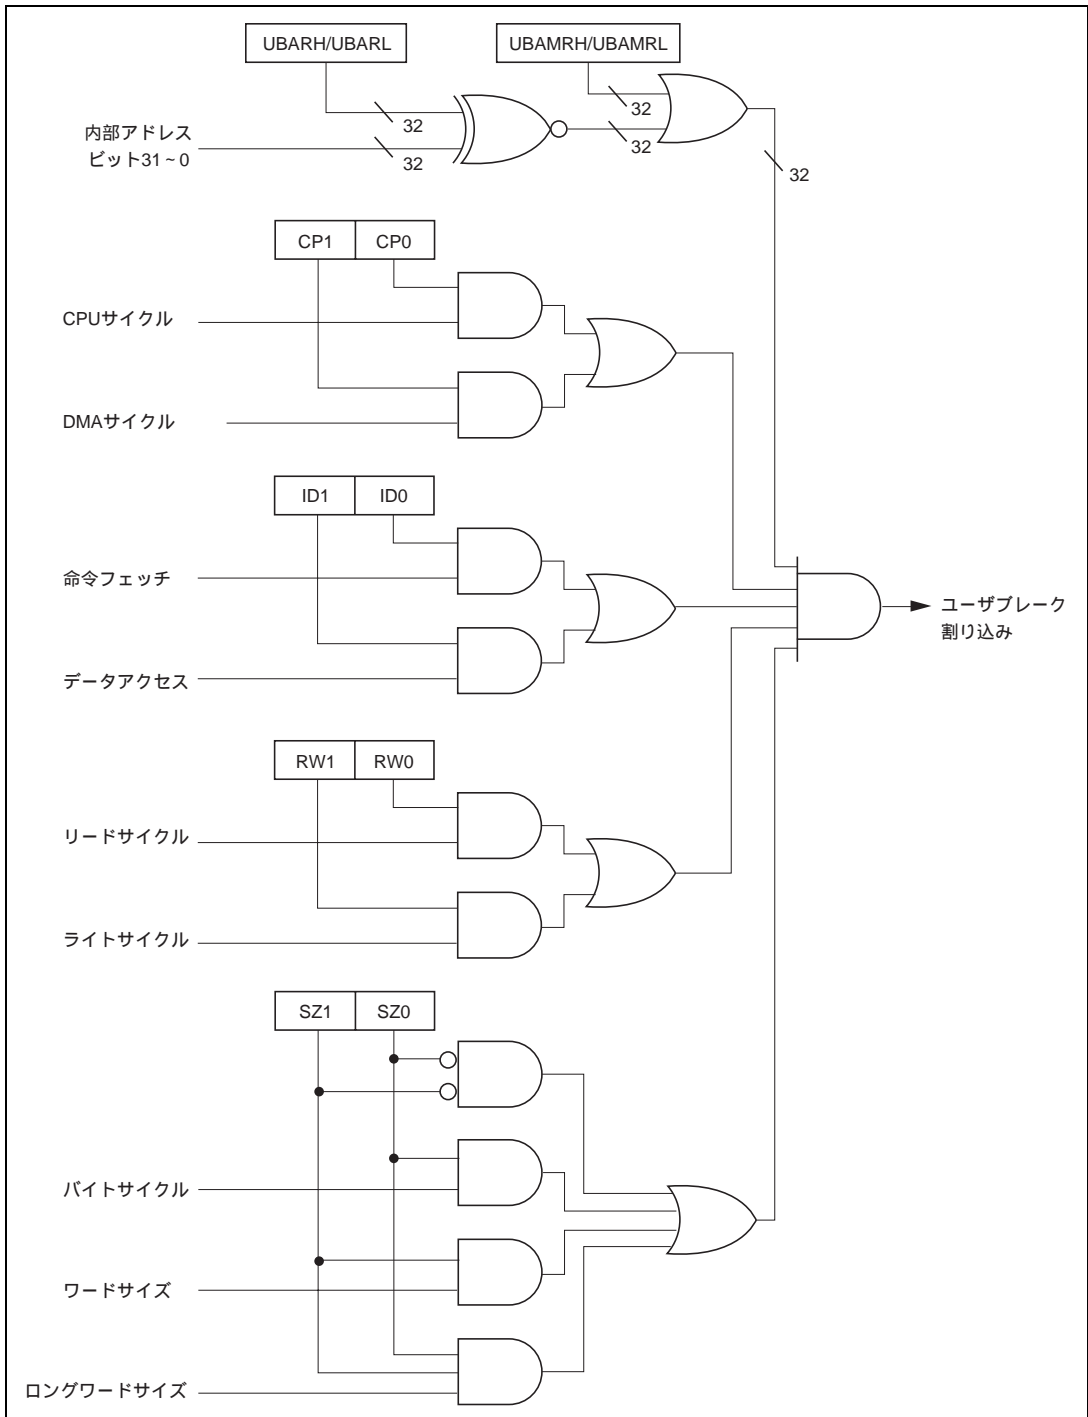 UBARH/UBARL
UBAMRH/UBAMRL
32
32
32
32
32
内部アドレス
ビット31~0
CP1
CP0
CPUサイクル
DMAサイクル
ID1
ID0
命令フェッチ
データアクセス
ユーザブレーク
割り込み
RW1
RW0
リードサイクル
ライトサイクル
SZ1
SZ0
バイトサイクル
ワードサイズ
ロングワードサイズ